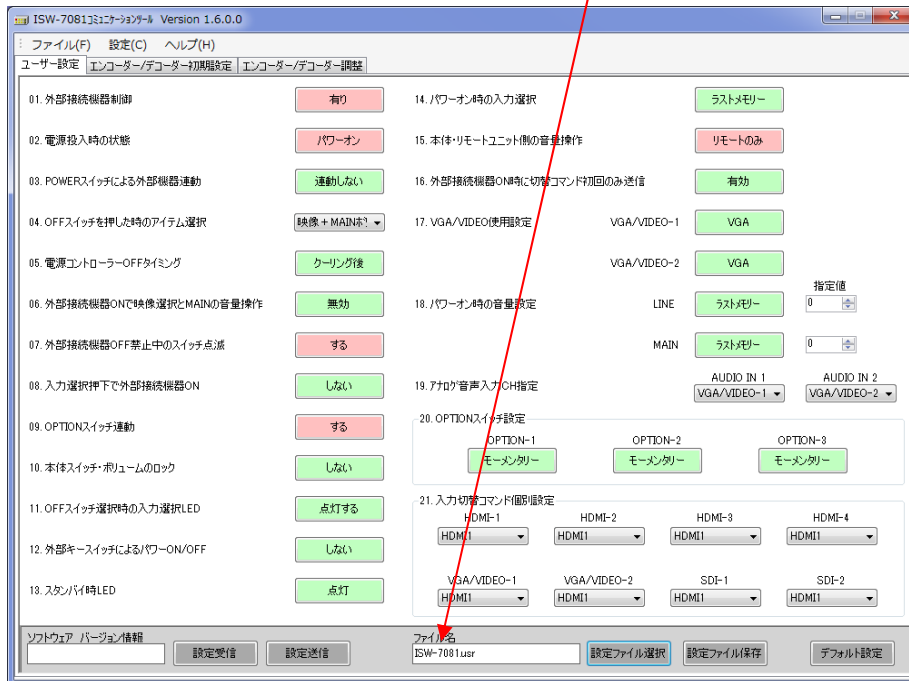 ISW-7081ｺﾐｭﾆｹｰｼｮﾝﾂｰﾙ Version 1.6.0.0
ファイル(F) 設定(C) ヘルプ(H)
ユーザー設定 エンコーダー/デコーダー初期設定 エンコーダー/デコーダー調整
01. 外部接続機器制御 有り
02. 電源投入時の状態 パワーオン
03. POWERスイッチによる外部機器連動 連動しない
04. OFFスイッチを押した時のアイテム選択 映像+MAINﾎ
05. 電源コントローラーOFFタイミング クーリング後
06. 外部接続機器ONで映像選択とMAINの音量操作 無効
07. 外部接続機器OFF禁止中のスイッチ点滅 する
08. 入力選択押下で外部接続機器ON しない
09. OPTIONスイッチ連動 する
10. 本体スイッチ・ボリュームのロック しない
11. OFFスイッチ選択時の入力選択LED 点灯する
12. 外部キースイッチによるパワーON/OFF しない
13. スタンバイ時LED 点灯
14. パワーオン時の入力選択 ラストメモリー
15. 本体・リモートユニット側の音量操作 リモートのみ
16. 外部接続機器ON時に切替コマンド初回のみ送信 有効
17. VGA/VIDEO使用設定 VGA/VIDEO-1 VGA
VGA/VIDEO-2 VGA
指定値
18. パワーオン時の音量設定 LINE ラストメモリー 0
MAIN ラストメモリー 0
AUDIO IN 1 AUDIO IN 2
19. アナログ音声入力CH指定 VGA/VIDEO-1 VGA/VIDEO-2
20. OPTIONスイッチ設定
OPTION-1 OPTION-2 OPTION-3
モーメンタリー モーメンタリー モーメンタリー
21. 入力切替コマンド個別設定
HDMI-1 HDMI-2 HDMI-3 HDMI-4
HDMI1 HDMI1 HDMI1 HDMI1
VGA/VIDEO-1 VGA/VIDEO-2 SDI-1 SDI-2
HDMI1 HDMI1 HDMI1 HDMI1
ソフトウェア バージョン情報 ファイル名
設定受信 設定送信 ISW-7081.usr 設定ファイル選択 設定ファイル保存 デフォルト設定